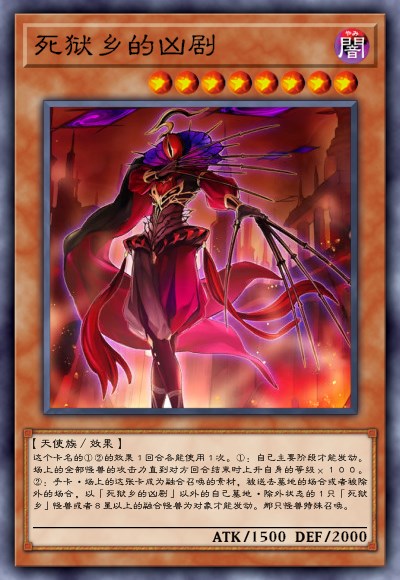 死狱乡的凶剧
やみ
闇
【天使族／效果】
这个卡名的①②的效果1回合各能使用1次。①：自己主要阶段才能发动。
场上的全部怪兽的攻击力直到对方回合结束时上升自身的等级×100。
②：手卡·场上的这张卡成为融合召唤的素材，被送去墓地的场合或者被除
外的场合，以「死狱乡的凶剧」以外的自己墓地·除外状态的1只「死狱
乡」怪兽或者8星以上的融合怪兽为对象才能发动。那只怪兽特殊召唤。
ATK/1500 DEF/2000